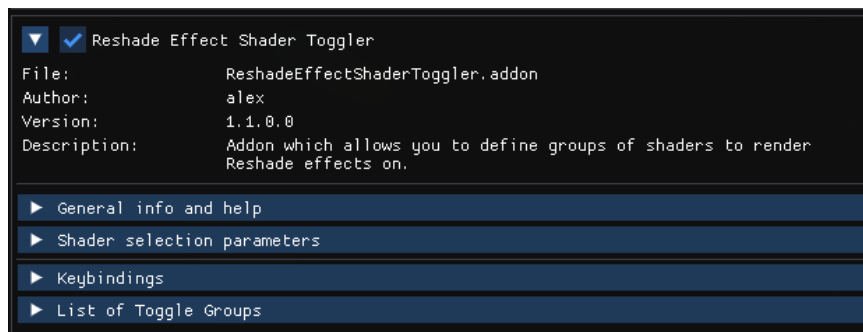 Reshade Effect Shader Toggler
File: ReshadeEffectShaderToggler.addon
Author: alex
Version: 1.1.0.0
Description: Addon which allows you to define groups of shaders to render
Reshade effects on.
General info and help
Shader selection parameters
Keybindings
List of Toggle Groups